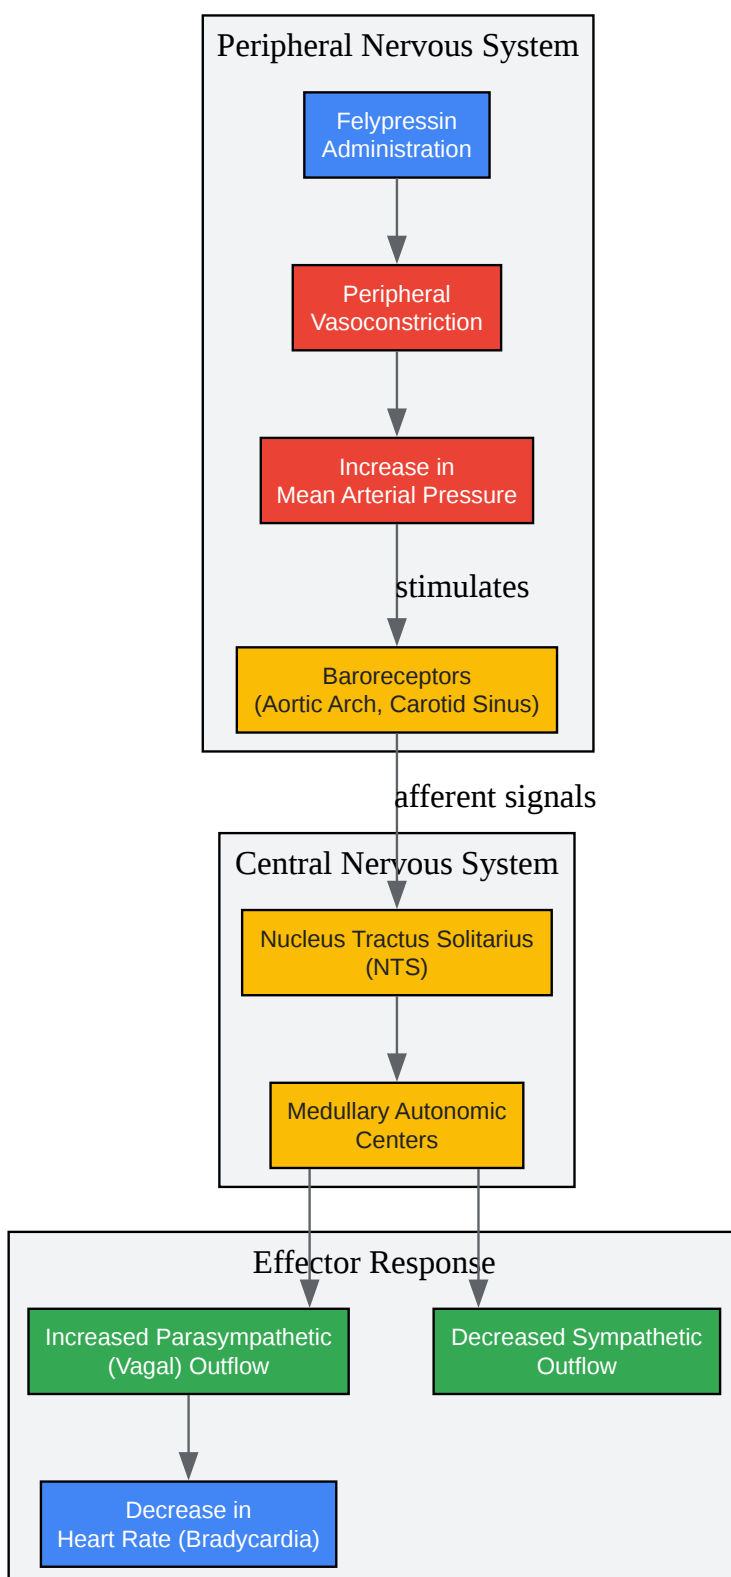 Peripheral Nervous System
Felypressin
Administration
Peripheral
Vasoconstriction
Increase in
Mean Arterial Pressure
stimulates
Baroreceptors
(Aortic Arch, Carotid Sinus)
afferent signals
Central Nervous System
Nucleus Tractus Solitarius
(NTS)
Medullary Autonomic
Centers
Effector Response
Increased Parasympathetic
(Vagal) Outflow
Decreased Sympathetic
Outflow
Decrease in
Heart Rate (Bradycardia)